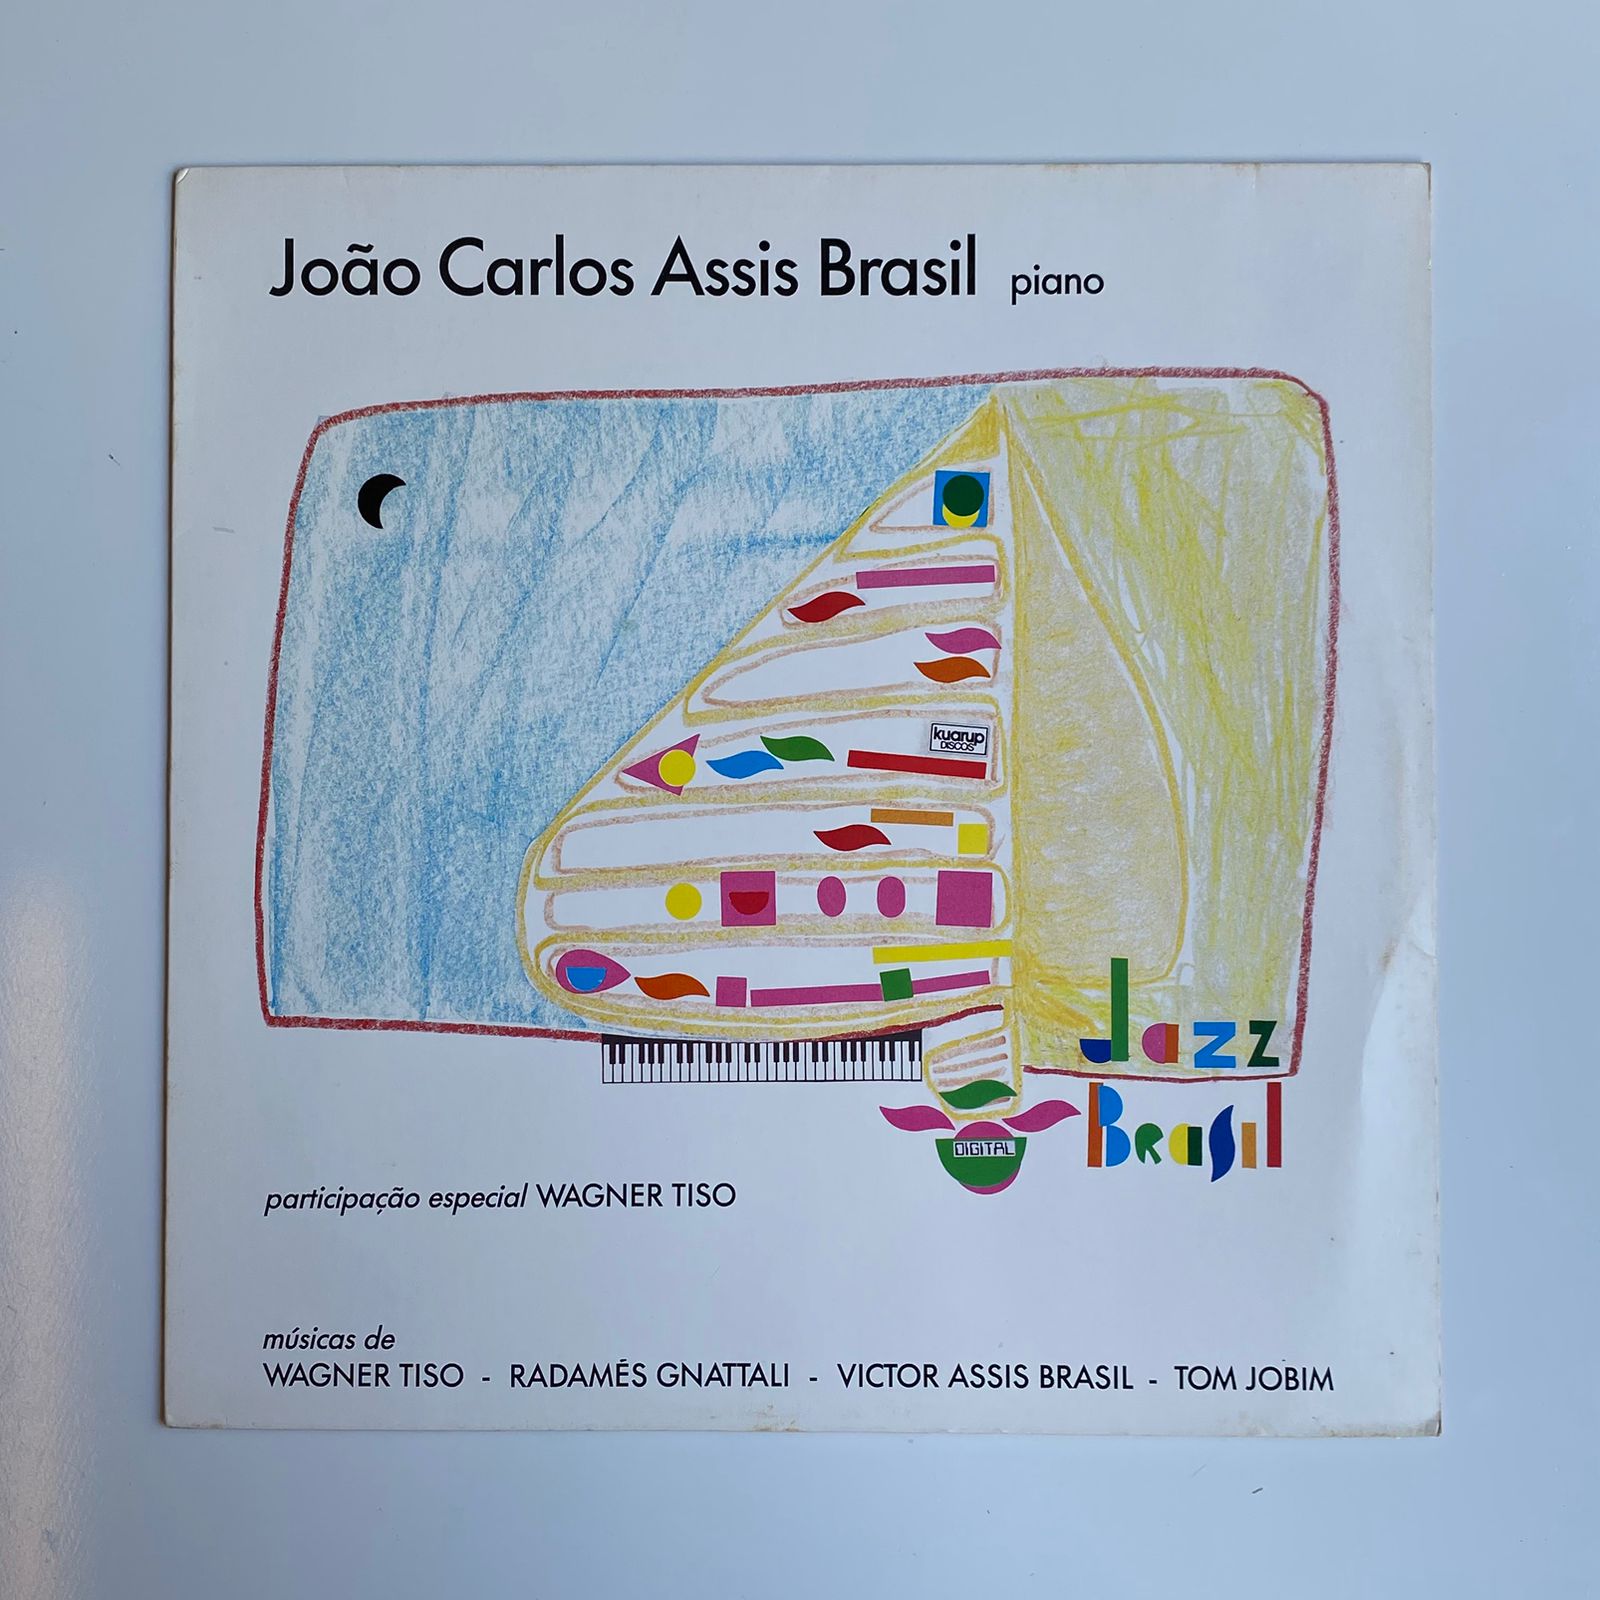 João Carlos Assis Brasil piano
kuarup
DISCOS
Jazz
Brasil
DIGITAL
participação especial WAGNER TISO
músicas de
WAGNER TISO - RADAMÉS GNATTALI - VICTOR ASSIS BRASIL - TOM JOBIM